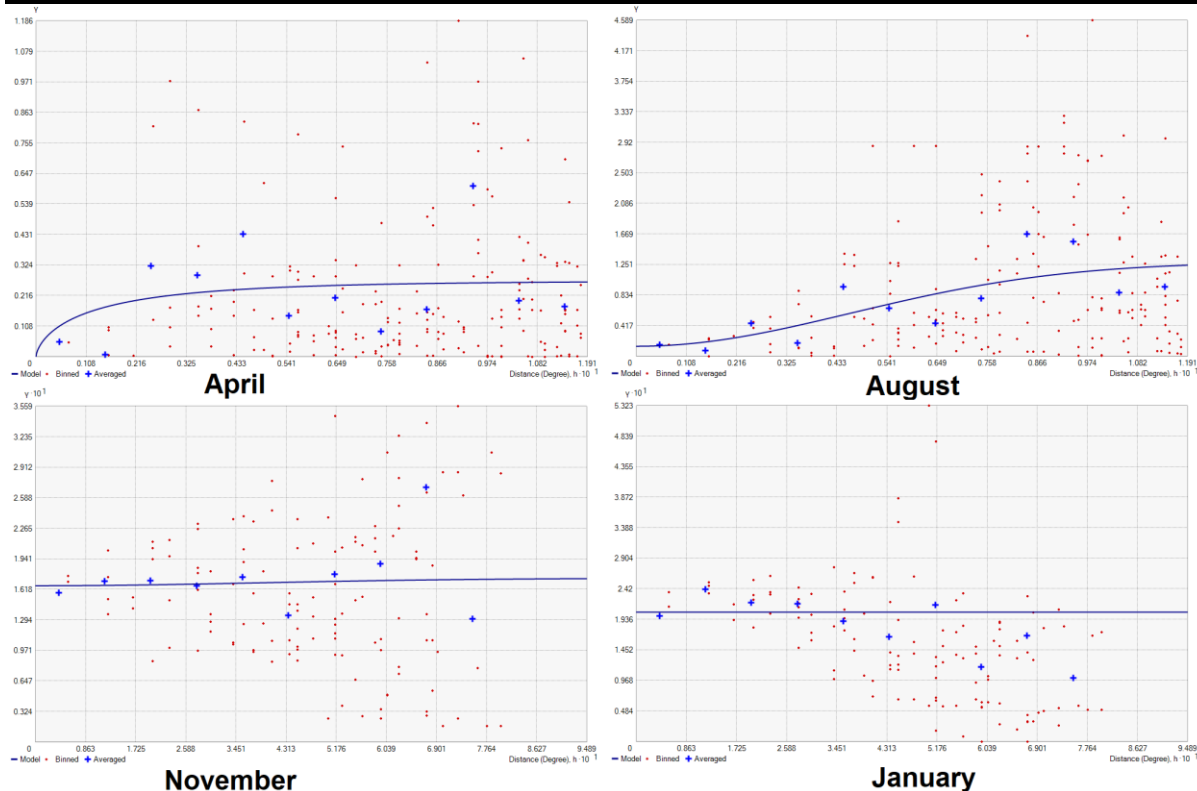 γ
1.186
1.079
0.971
0.863
0.755
0.647
0.539
0.431
0.324
0.216
0.108
0 0.108 0.216 0.325 0.433 0.541 0.649 0.758 0.866 0.974 1.082 1.191
Model Binned Averaged Distance (Degree), h ·10⁻¹
April
γ
4.589
4.171
3.754
3.337
2.92
2.503
2.086
1.669
1.251
0.834
0.417
0 0.108 0.216 0.325 0.433 0.541 0.649 0.758 0.866 0.974 1.082 1.191
Model Binned Averaged Distance (Degree), h ·10⁻¹
August
γ ·10¹
3.559
3.235
2.912
2.588
2.265
1.941
1.618
1.294
0.971
0.647
0.324
0 0.863 1.725 2.588 3.451 4.313 5.176 6.039 6.901 7.764 8.627 9.489
Model Binned Averaged Distance (Degree), h ·10¹
November
γ ·10¹
5.323
4.839
4.355
3.872
3.388
2.904
2.42
1.936
1.452
0.968
0.484
0 0.863 1.725 2.588 3.451 4.313 5.176 6.039 6.901 7.764 8.627 9.489
Model Binned Averaged Distance (Degree), h ·10¹
January